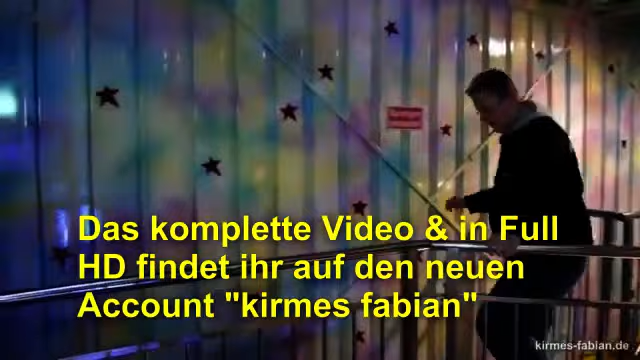 Das komplette Video & in Full
HD findet ihr auf den neuen
Account "kirmes fabian"
kirmes-fabian.de